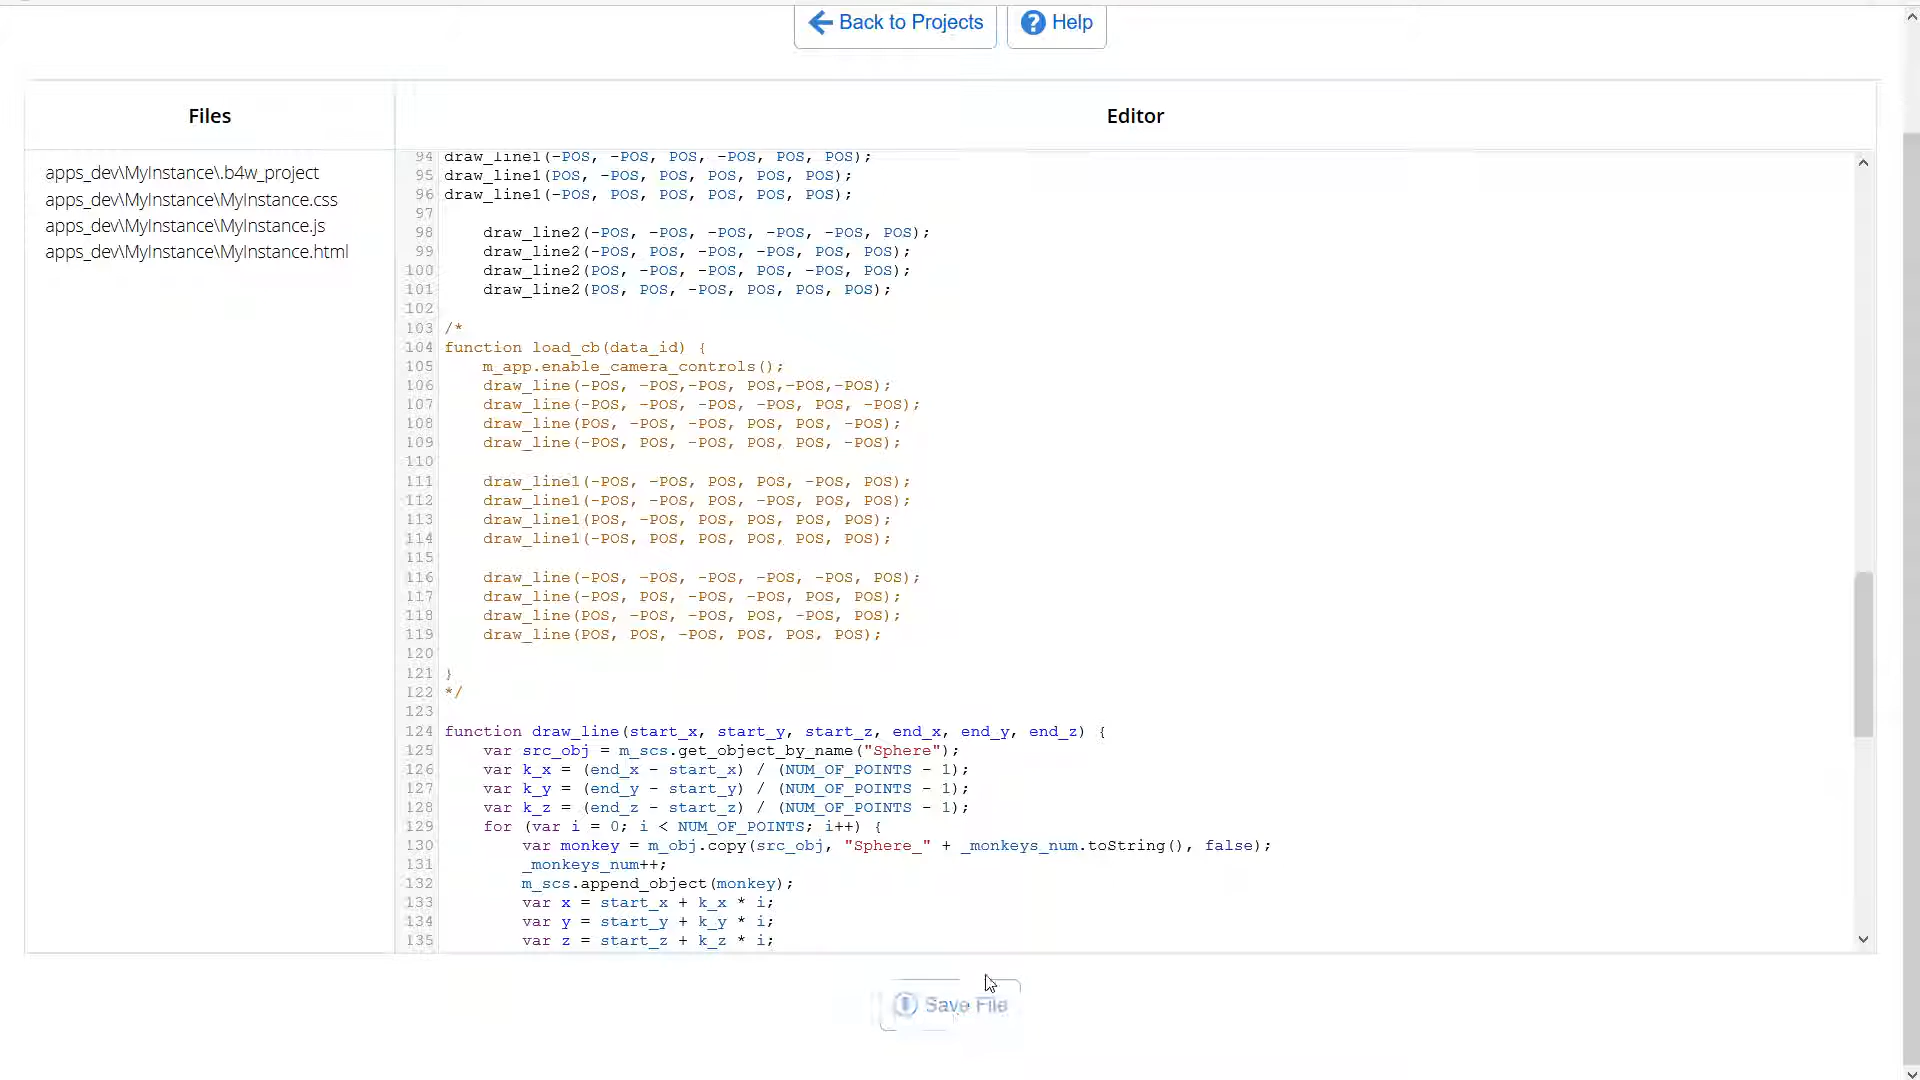 Back to Projects
Help
Files
Editor
apps_dev\MyInstance\.b4w_project
apps_dev\MyInstance\MyInstance.css
apps_dev\MyInstance\MyInstance.js
apps_dev\MyInstance\MyInstance.html
94 draw_line1(-POS, -POS, POS, -POS, POS, POS);
95 draw_line1(POS, -POS, POS, POS, POS, POS);
96 draw_line1(-POS, POS, POS, POS, POS, POS);
97
98 draw_line2(-POS, -POS, -POS, -POS, -POS, POS);
99 draw_line2(-POS, POS, -POS, -POS, POS, POS);
100 draw_line2(POS, -POS, -POS, POS, -POS, POS);
101 draw_line2(POS, POS, -POS, POS, POS, POS);
102
103 /*
104 function load_cb(data_id) {
105 m_app.enable_camera_controls();
106 draw_line(-POS, -POS,-POS, POS,-POS,-POS);
107 draw_line(-POS, -POS, -POS, -POS, POS, -POS);
108 draw_line(POS, -POS, -POS, POS, POS, -POS);
109 draw_line(-POS, POS, -POS, POS, POS, -POS);
110
111 draw_line1(-POS, -POS, POS, POS, -POS, POS);
112 draw_line1(-POS, -POS, POS, -POS, POS, POS);
113 draw_line1(POS, -POS, POS, POS, POS, POS);
114 draw_line1(-POS, POS, POS, POS, POS, POS);
115
116 draw_line(-POS, -POS, -POS, -POS, -POS, POS);
117 draw_line(-POS, POS, -POS, -POS, POS, POS);
118 draw_line(POS, -POS, -POS, POS, -POS, POS);
119 draw_line(POS, POS, -POS, POS, POS, POS);
120
121 }
122 */
123
124 function draw_line(start_x, start_y, start_z, end_x, end_y, end_z) {
125 var src_obj = m_scs.get_object_by_name("Sphere");
126 var k_x = (end_x - start_x) / (NUM_OF_POINTS - 1);
127 var k_y = (end_y - start_y) / (NUM_OF_POINTS - 1);
128 var k_z = (end_z - start_z) / (NUM_OF_POINTS - 1);
129 for (var i = 0; i < NUM_OF_POINTS; i++) {
130 var monkey = m_obj.copy(src_obj, "Sphere_" + _monkeys_num.toString(), false);
131 _monkeys_num++;
132 m_scs.append_object(monkey);
133 var x = start_x + k_x * i;
134 var y = start_y + k_y * i;
135 var z = start_z + k_z * i;
Save File